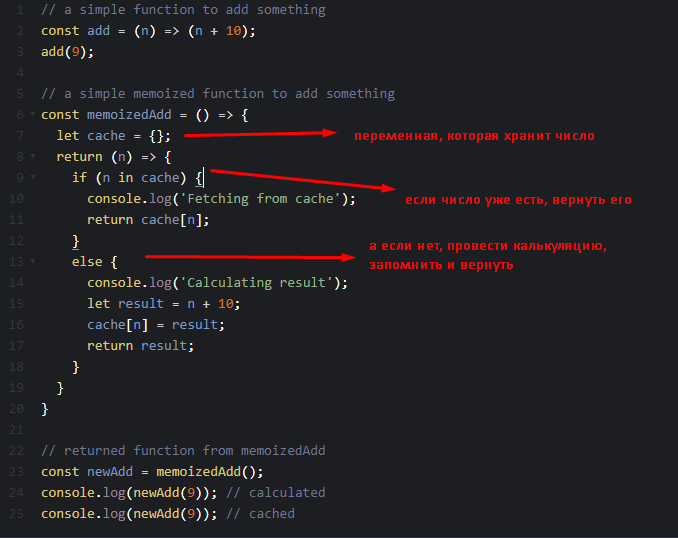 1 // a simple function to add something
2 const add = (n) => (n + 10);
3 add(9);
4
5 // a simple memoized function to add something
6 const memoizedAdd = () => {
7 let cache = {}; переменная, которая хранит число
8 return (n) => {
9 if (n in cache) {
10 console.log('Fetching from cache'); если число уже есть, вернуть его
11 return cache[n];
12 } а если нет, провести калькуляцию,
13 else { запомнить и вернуть
14 console.log('Calculating result');
15 let result = n + 10;
16 cache[n] = result;
17 return result;
18 }
19 }
20 }
21
22 // returned function from memoizedAdd
23 const newAdd = memoizedAdd();
24 console.log(newAdd(9)); // calculated
25 console.log(newAdd(9)); // cached